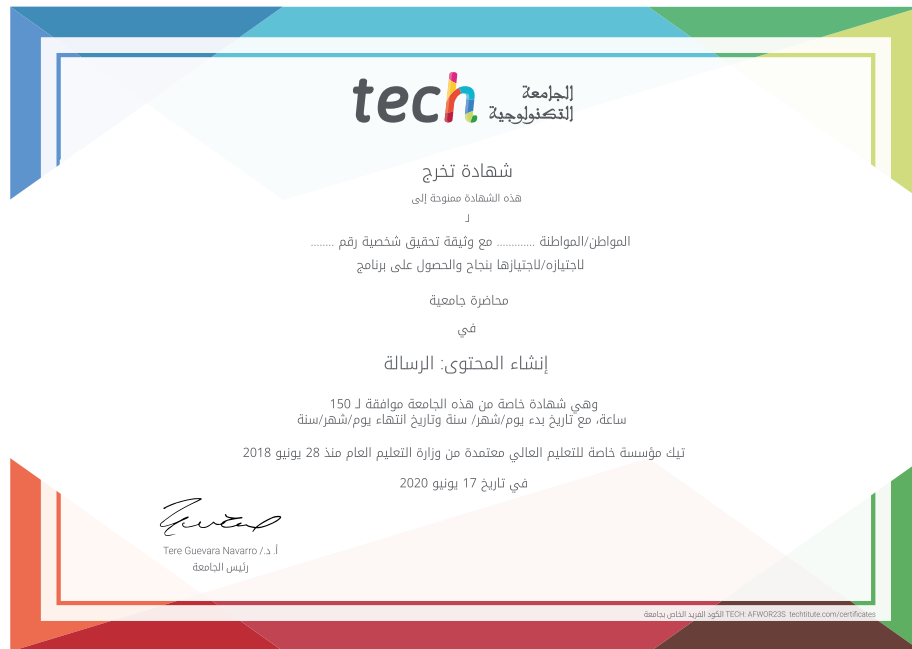 tech الجامعة
التكنولوجية
شهادة تخرج
هذه الشهادة ممنوحة إلى
لـ
المواطن/المواطنة ............. مع وثيقة تحقيق شخصية رقم ........
لاجتيازه/لاجتيازها بنجاح والحصول على برنامج
محاضرة جامعية
في
إنشاء المحتوى: الرسالة
وهي شهادة خاصة من هذه الجامعة موافقة لـ 150
ساعة، مع تاريخ بدء يوم/شهر/ سنة وتاريخ انتهاء يوم/شهر/سنة
تيك مؤسسة خاصة للتعليم العالي معتمدة من وزارة التعليم العام منذ 28 يونيو 2018
في تاريخ 17 يونيو 2020
أ. د./ Tere Guevara Navarro
رئيس الجامعة
الكود الفريد الخاص بجامعة TECH: AFWOR23S techtitute.com/certificates